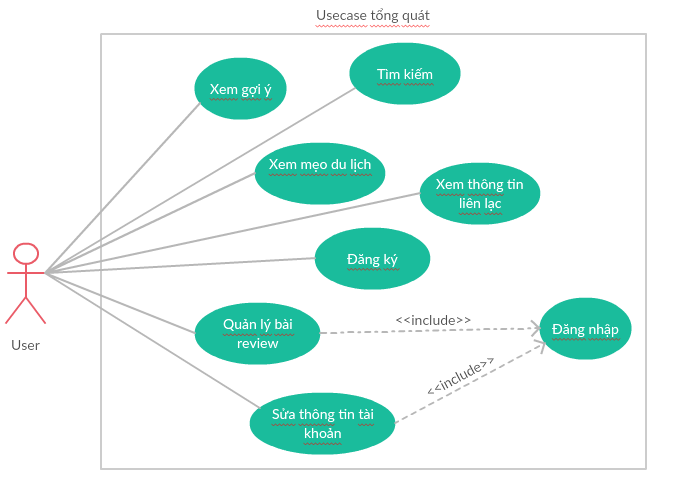 Usecase tổng quát
Tìm kiếm
Xem gợi ý
Xem mẹo du lịch
Xem thông tin
liên lạc
Đăng ký
Quản lý bài
review
<<include>>
Đăng nhập
User
<<include>>
Sửa thông tin tài
khoản